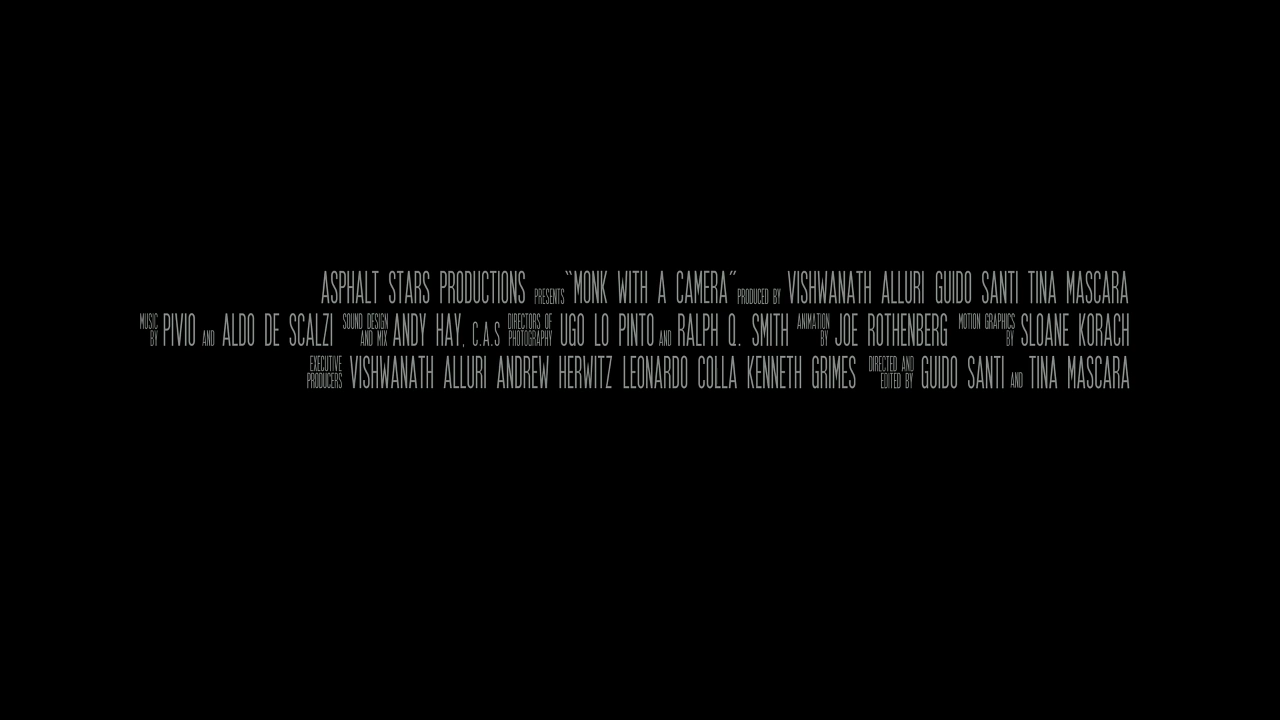 ASPHALT STARS PRODUCTIONS PRESENTS "MONK WITH A CAMERA" PRODUCED BY VISHWANATH ALLURI GUIDO SANTI TINA MASCARA
MUSIC BY PIVIO AND ALDO DE SCALZI SOUND DESIGN AND MIX ANDY HAY, C.A.S DIRECTORS OF PHOTOGRAPHY UGO LO PINTO AND RALPH Q. SMITH ANIMATION BY JOE ROTHENBERG MOTION GRAPHICS BY SLOANE KORACH
EXECUTIVE PRODUCERS VISHWANATH ALLURI ANDREW HERWITZ LEONARDO COLLA KENNETH GRIMES DIRECTED AND EDITED BY GUIDO SANTI AND TINA MASCARA